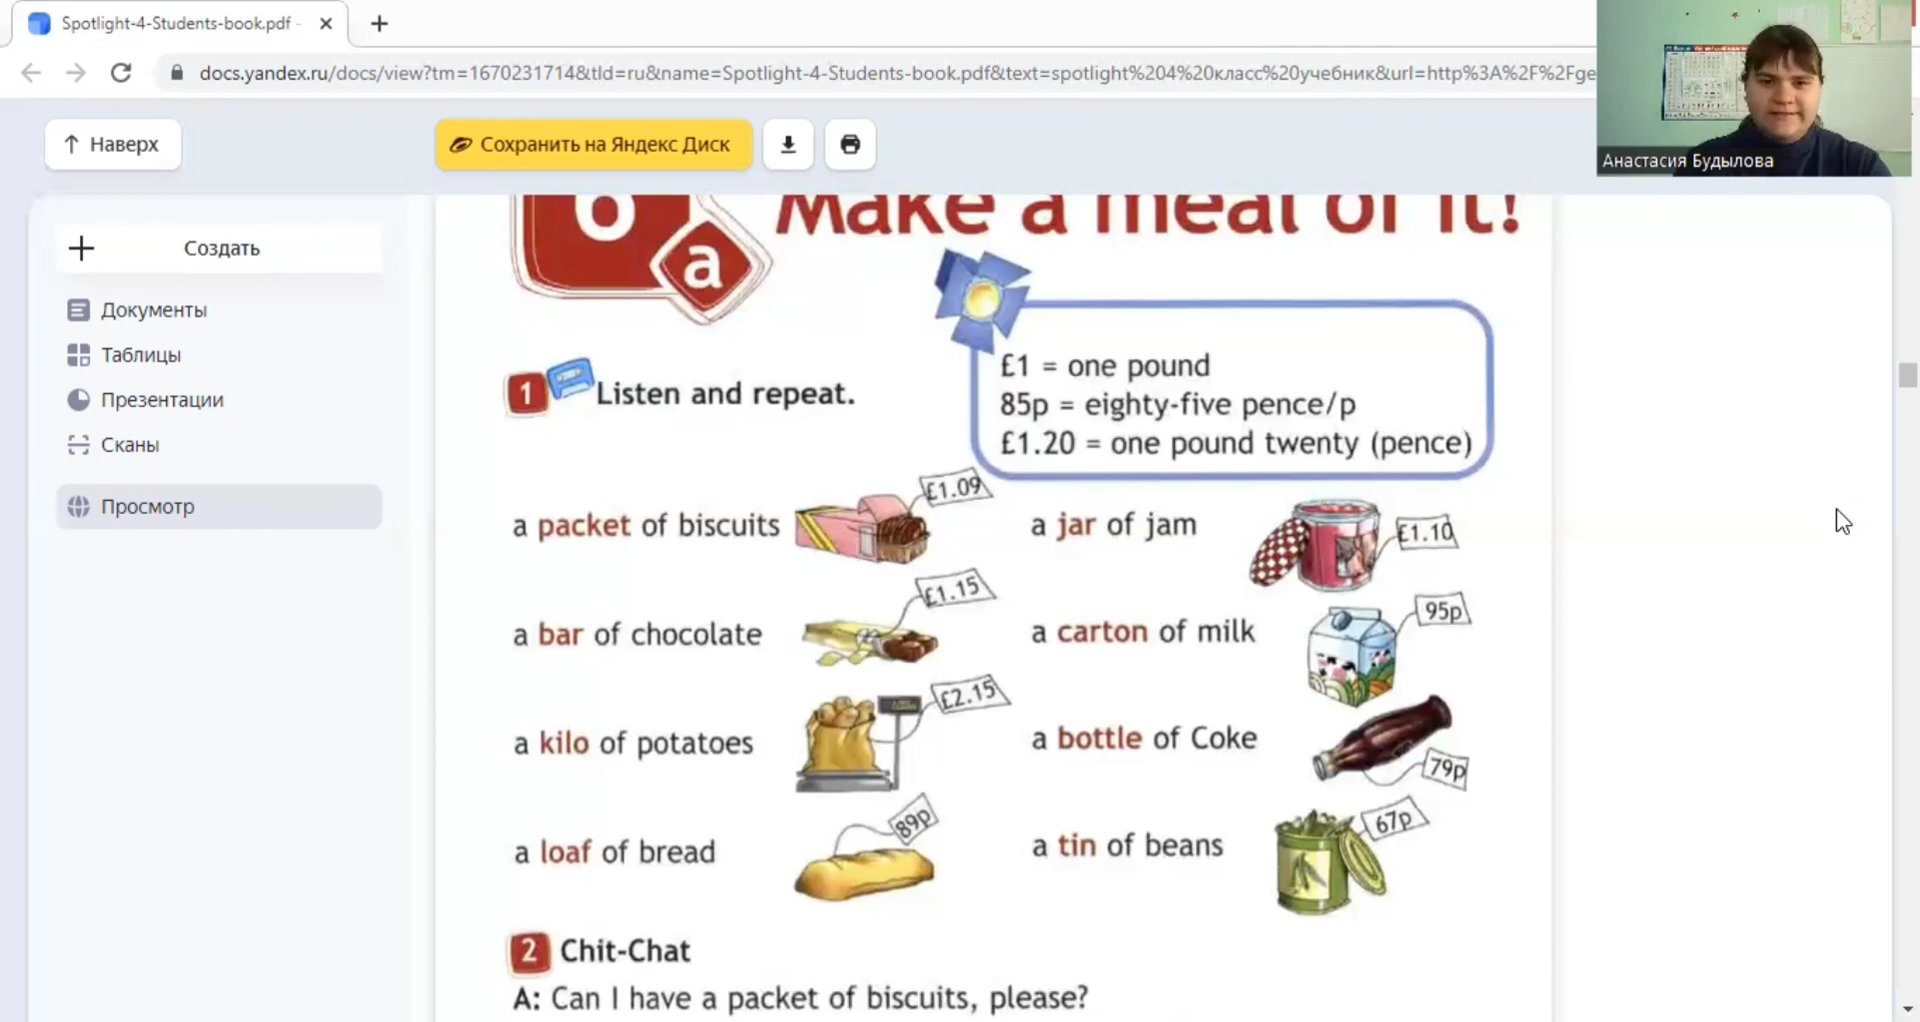 Spotlight-4-Students-book.pdf -
docs.yandex.ru/docs/view?tm=1670231714&tld=ru&name=Spotlight-4-Students-book.pdf&text=spotlight%204%20класс%20учебник&url=http%3A%2F%2Fge
Анастасия Будылова
Наверх
Сохранить на Яндекс Диск
Создать
Документы
Таблицы
Презентации
Сканы
Просмотр
6 a Make a meal of it!
£1 = one pound
85p = eighty-five pence/p
£1.20 = one pound twenty (pence)
1 Listen and repeat.
a packet of biscuits £1.09
a jar of jam £1.10
a bar of chocolate £1.15
a carton of milk 95p
a kilo of potatoes £2.15
a bottle of Coke 79p
a loaf of bread 89p
a tin of beans 67p
2 Chit-Chat
A: Can I have a packet of biscuits, please?